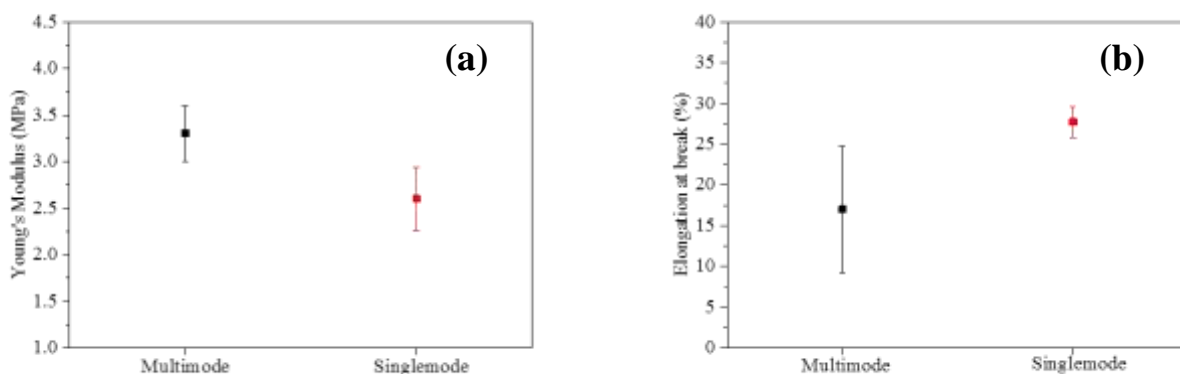 (a)
Young's Modulus (MPa)
4.5
4.0
3.5
3.0
2.5
2.0
1.5
1.0
Multimode
Singlemode
(b)
Elongation at break (%)
40
35
30
25
20
15
10
5
0
Multimode
Singlemode